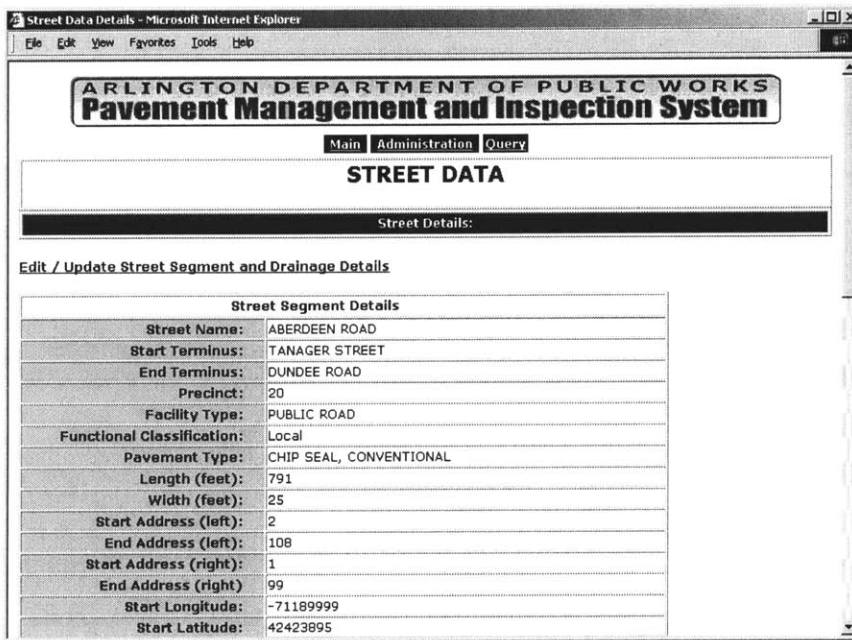 Street Data Details - Microsoft Internet Explorer
File Edit View Favorites Tools Help
ARLINGTON DEPARTMENT OF PUBLIC WORKS
Pavement Management and Inspection System
Main Administration Query
STREET DATA
Street Details:
Edit / Update Street Segment and Drainage Details
Street Segment Details
Street Name: ABERDEEN ROAD
Start Terminus: TANAGER STREET
End Terminus: DUNDEE ROAD
Precinct: 20
Facility Type: PUBLIC ROAD
Functional Classification: Local
Pavement Type: CHIP SEAL, CONVENTIONAL
Length (feet): 791
Width (feet): 25
Start Address (left): 2
End Address (left): 108
Start Address (right): 1
End Address (right) 99
Start Longitude: -71189999
Start Latitude: 42423895